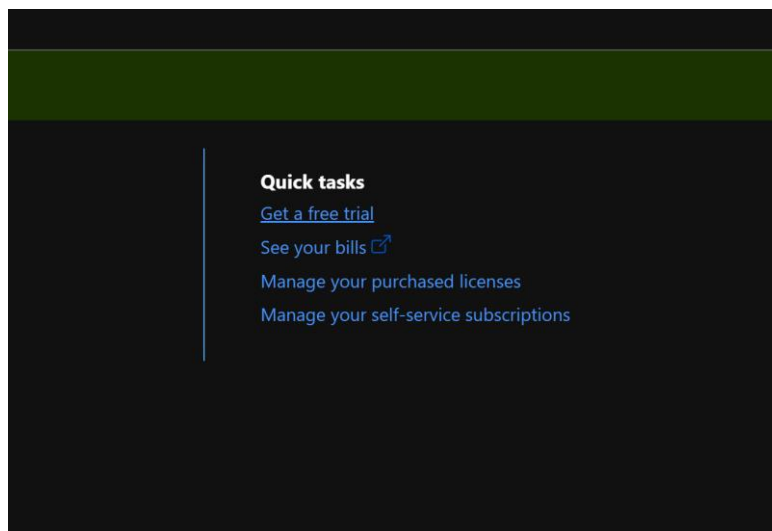 Quick tasks
Get a free trial
See your bills
Manage your purchased licenses
Manage your self-service subscriptions